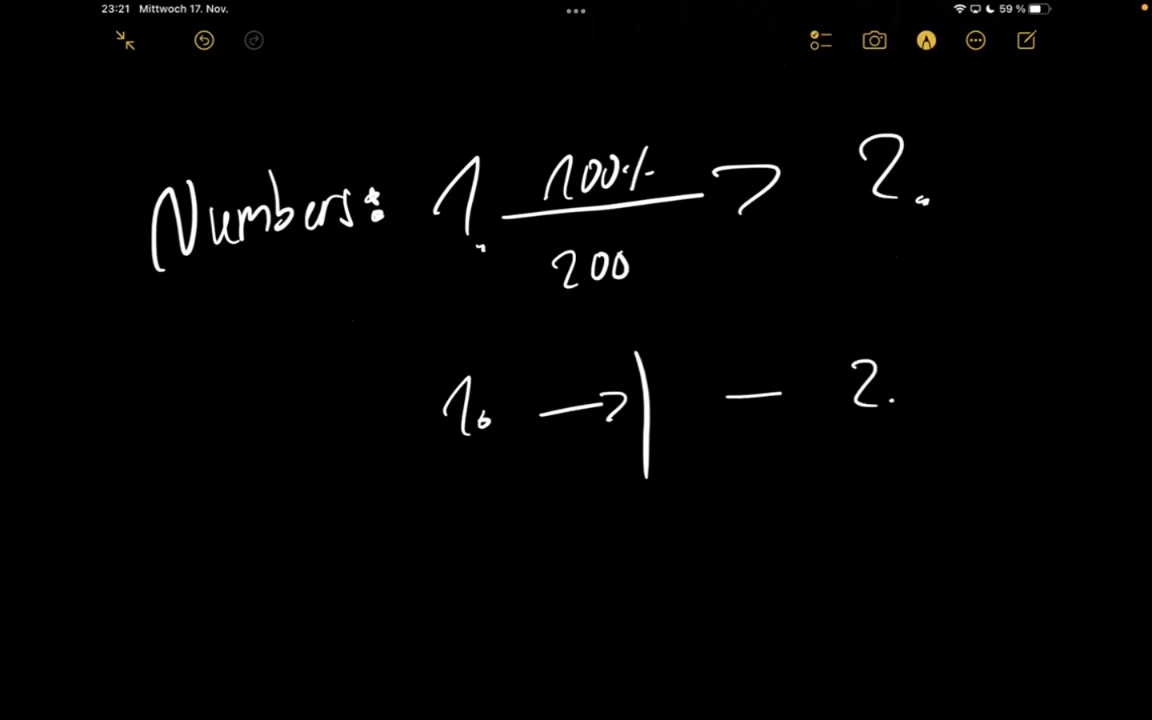 23:21 Mittwoch 17. Nov. 59 %
Numbers: 1. 100% 2.
200
1. 2.